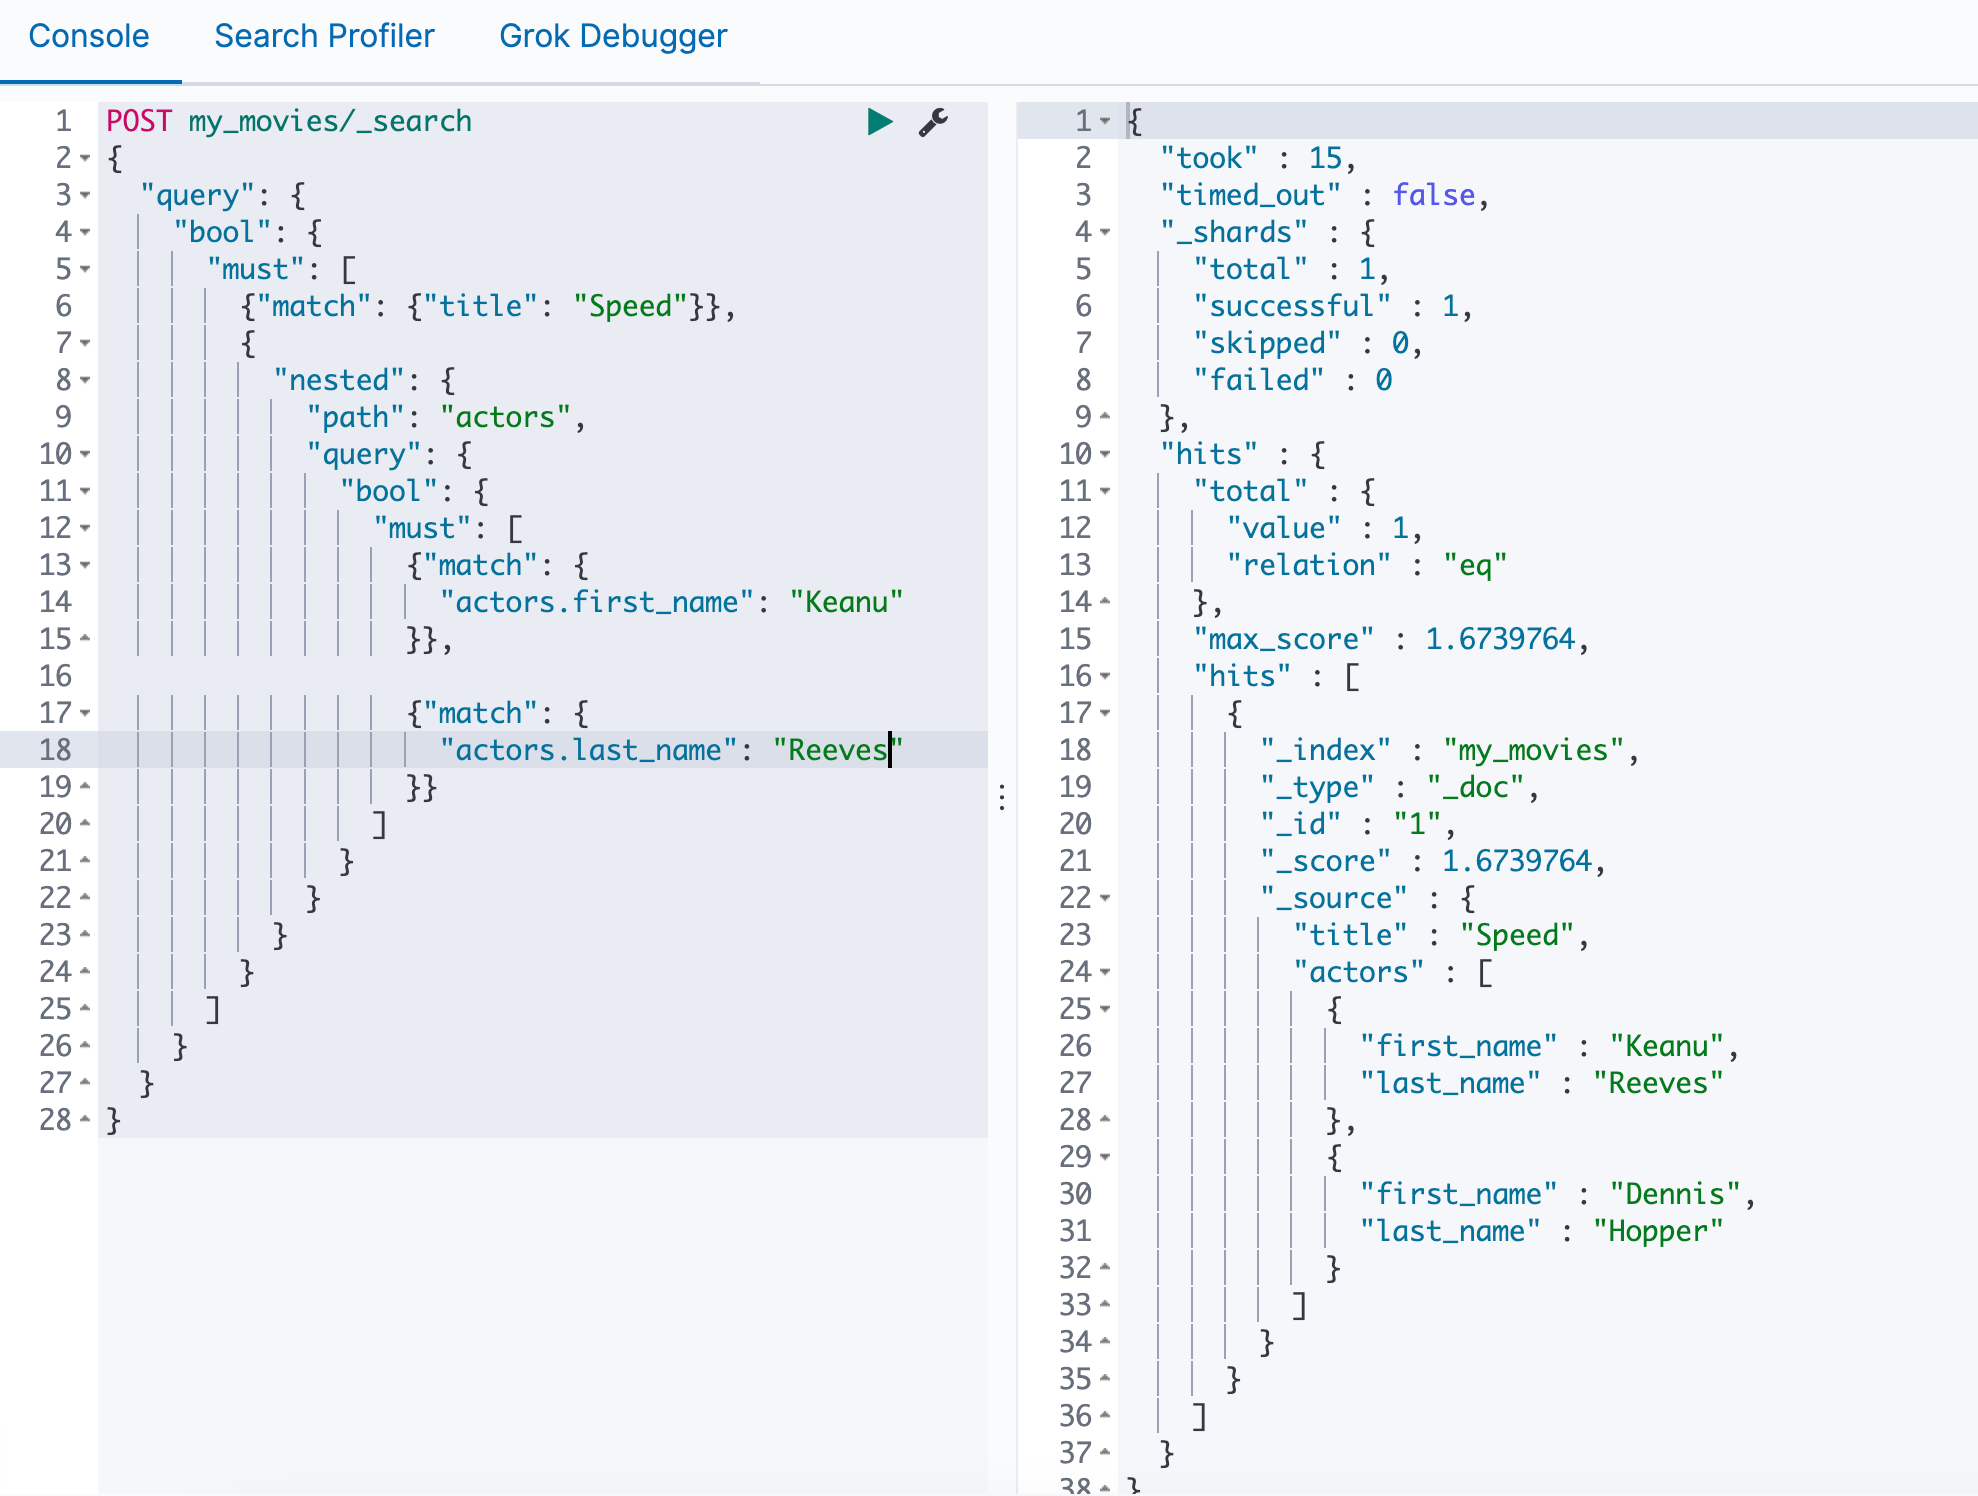 Console Search Profiler Grok Debugger
1 POST my_movies/_search
2 {
3   "query": {
4     "bool": {
5       "must": [
6         {"match": {"title": "Speed"}},
7         {
8           "nested": {
9             "path": "actors",
10             "query": {
11               "bool": {
12                 "must": [
13                   {"match": {
14                     "actors.first_name": "Keanu"
15                   }},
16
17                   {"match": {
18                     "actors.last_name": "Reeves"
19                   }}
20                 ]
21               }
22             }
23           }
24         }
25       ]
26     }
27   }
28 }
1 {
2   "took" : 15,
3   "timed_out" : false,
4   "_shards" : {
5     "total" : 1,
6     "successful" : 1,
7     "skipped" : 0,
8     "failed" : 0
9   },
10   "hits" : {
11     "total" : {
12       "value" : 1,
13       "relation" : "eq"
14     },
15     "max_score" : 1.6739764,
16     "hits" : [
17       {
18         "_index" : "my_movies",
19         "_type" : "_doc",
20         "_id" : "1",
21         "_score" : 1.6739764,
22         "_source" : {
23           "title" : "Speed",
24           "actors" : [
25             {
26               "first_name" : "Keanu",
27               "last_name" : "Reeves"
28             },
29             {
30               "first_name" : "Dennis",
31               "last_name" : "Hopper"
32             }
33           ]
34         }
35       }
36     ]
37   }
38 }